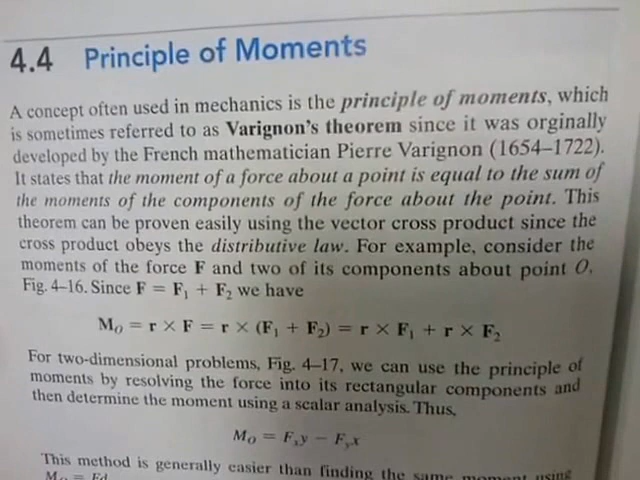 4.4 Principle of Moments
A concept often used in mechanics is the principle of moments, which
is sometimes referred to as Varignon's theorem since it was orginally
developed by the French mathematician Pierre Varignon (1654–1722).
It states that the moment of a force about a point is equal to the sum of
the moments of the components of the force about the point. This
theorem can be proven easily using the vector cross product since the
cross product obeys the distributive law. For example, consider the
moments of the force F and two of its components about point O,
Fig. 4–16. Since F = F₁ + F₂ we have
M_O = r × F = r × (F₁ + F₂) = r × F₁ + r × F₂
For two-dimensional problems, Fig. 4–17, we can use the principle of
moments by resolving the force into its rectangular components and
then determine the moment using a scalar analysis. Thus,
M_O = Fₓy − F_yx
This method is generally easier than finding the same moment using
M_O = Fd